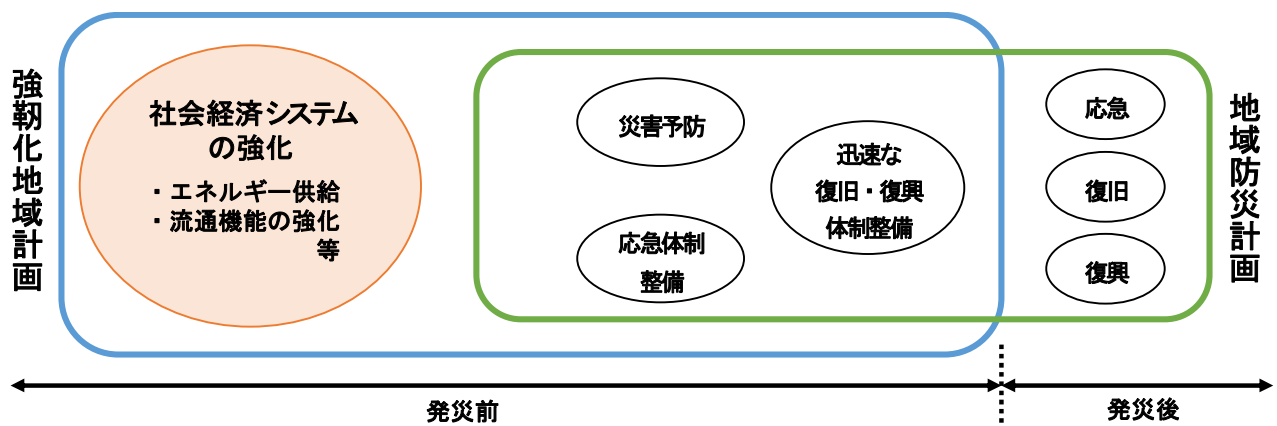 強靭化地域計画
社会経済システム
の強化
・エネルギー供給
・流通機能の強化
等
災害予防
応急体制
整備
迅速な
復旧・復興
体制整備
応急
復旧
復興
地域防災計画
発災前
発災後